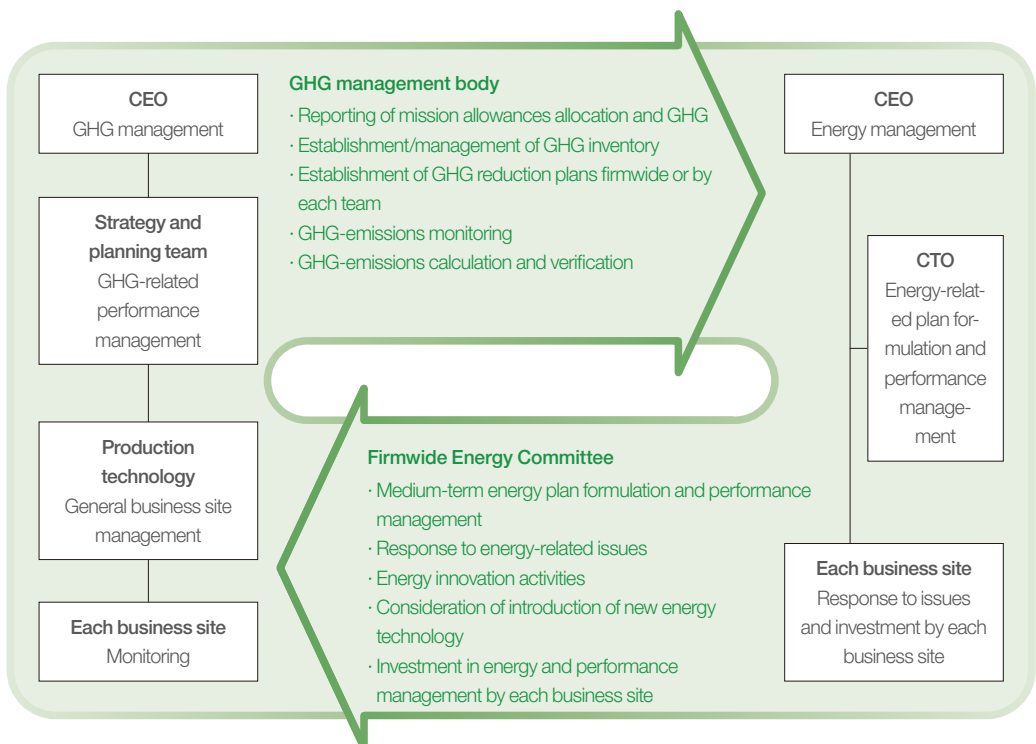 CEO
GHG management
Strategy and
planning team
GHG-related
performance
management
Production
technology
General business site
management
Each business site
Monitoring
GHG management body
· Reporting of mission allowances allocation and GHG
· Establishment/management of GHG inventory
· Establishment of GHG reduction plans firmwide or by
each team
· GHG-emissions monitoring
· GHG-emissions calculation and verification
Firmwide Energy Committee
· Medium-term energy plan formulation and performance
management
· Response to energy-related issues
· Energy innovation activities
· Consideration of introduction of new energy
technology
· Investment in energy and performance
management by each business site
CEO
Energy management
CTO
Energy-relat-
ed plan for-
mulation and
performance
manage-
ment
Each business site
Response to issues
and investment by each
business site